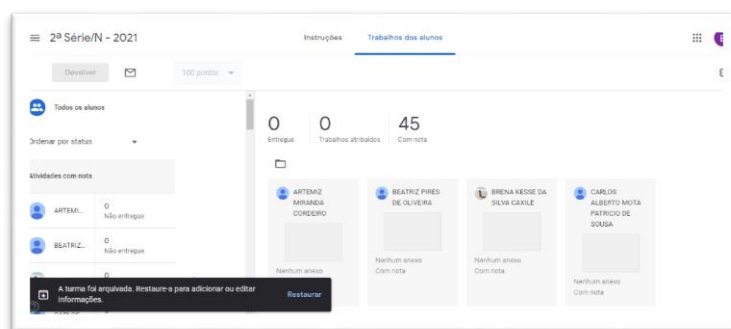 2ª Série/N - 2021
Instruções
Trabalhos dos alunos
Devolver
100 pontos
Todos os alunos
Ordenar por status
Atividades com nota
ARTEMI...
0
Não entregue
BEATRIZ...
0
Não entregue
0
0
Entregue
0
Trabalhos atribuídos
45
Com nota
ARTEMIZ
MIRANDA
CORDEIRO
Nenhum anexo
Com nota
BEATRIZ PIRES
DE OLIVEIRA
Nenhum anexo
Com nota
BRENA KESSE DA
SILVA CAXILE
Nenhum anexo
Com nota
CARLOS
ALBERTO MOTA
PATRICIO DE
SOUSA
Nenhum anexo
Com nota
A turma foi arquivada. Restaure-a para adicionar ou editar
informações.
Restaurar